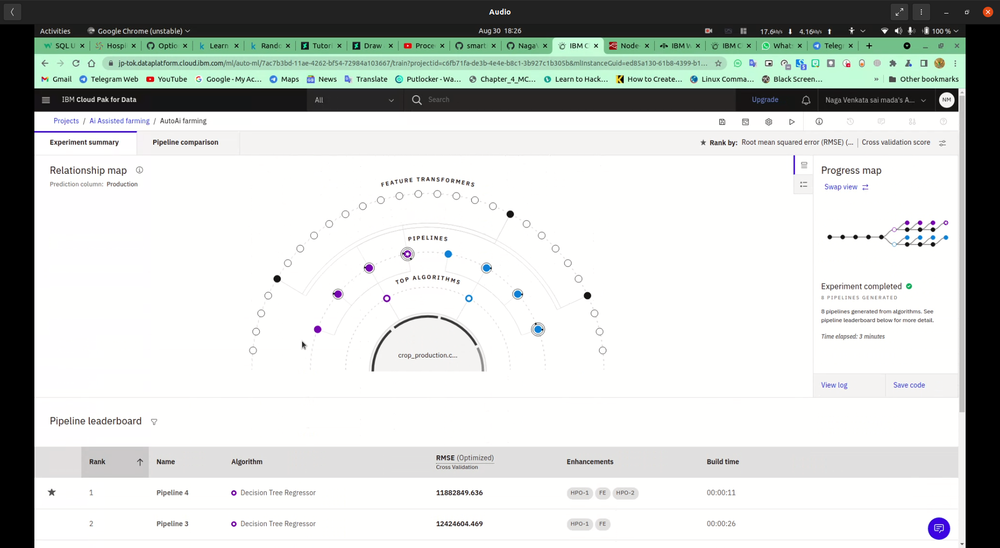 Audio
Activities
Google Chrome (unstable)
Aug 30 18:26
17.6kb/s
4.16kb/s
100 %
SQL U
Hospi
Optio
Learn
Rando
Tutori
Draw
Proce
smart
Naga\
IBM C
Node-
IBM W
IBM C
What
Teleg
jp-tok.dataplatform.cloud.ibm.com/ml/auto-ml/7ac7b3bd-11ae-4262-bf54-72984a103667/train?projectid=c6fb71fa-de3b-4e4e-b8c1-3b927c1b305b&mlInstanceGuid=ed85a130-61b8-4399-b1...
Gmail
Telegram Web
YouTube
Google - My Ac...
Maps
News
Translate
Putlocker - Wa...
Chapter_4_MC...
Learn to Hack...
How to Create...
Linux Comma...
Black Screen...
»
Other bookmarks
IBM Cloud Pak for Data
All
Search
Upgrade
Naga Venkata sai mada's A...
NM
Projects / Ai Assisted farming / AutoAi farming
Experiment summary
Pipeline comparison
Rank by: Root mean squared error (RMSE) (... | Cross validation score
Relationship map
Prediction column: Production
FEATURE TRANSFORMERS
PIPELINES
TOP ALGORITHMS
crop_production.c...
Progress map
Swap view
Experiment completed
8 PIPELINES GENERATED
8 pipelines generated from algorithms. See
pipeline leaderboard below for more detail.
Time elapsed: 3 minutes
View log
Save code
Pipeline leaderboard
Rank
Name
Algorithm
RMSE (Optimized)
Cross Validation
Enhancements
Build time
1
Pipeline 4
Decision Tree Regressor
11882849.636
HPO-1
FE
HPO-2
00:00:11
2
Pipeline 3
Decision Tree Regressor
12424604.469
HPO-1
FE
00:00:26